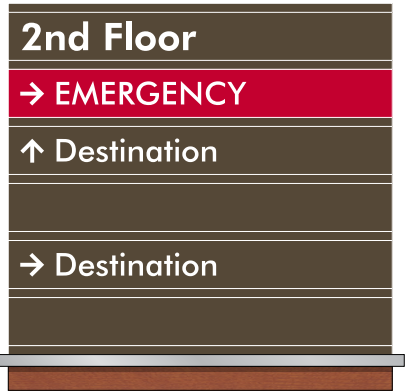 2nd Floor
→ EMERGENCY
↑ Destination
→ Destination